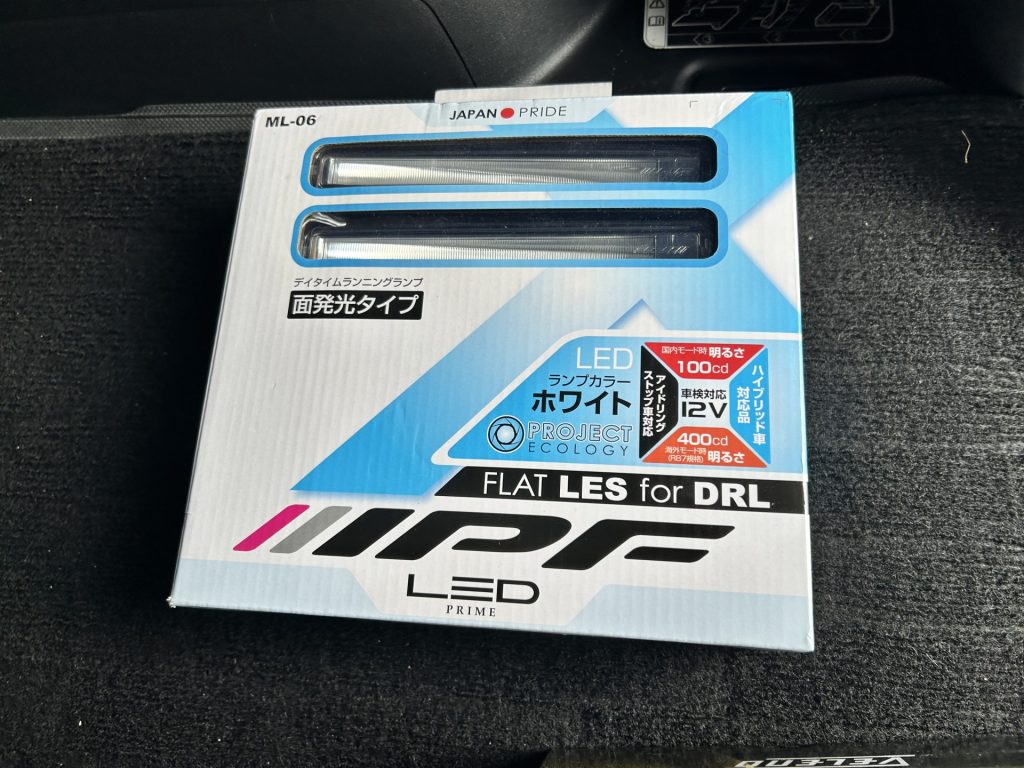 ML-06
JAPAN PRIDE
デイタイムランニングランプ
面発光タイプ
LED
ランプカラー
ホワイト
PROJECT
ECOLOGY
国内モード時 明るさ
100cd
アイドリング
ストップ車対応
車検対応
12V
ハイブリッド車
対応品
400cd
海外モード時
(R87規格) 明るさ
FLAT LES for DRL
IPF
LED
PRIME
VELENO